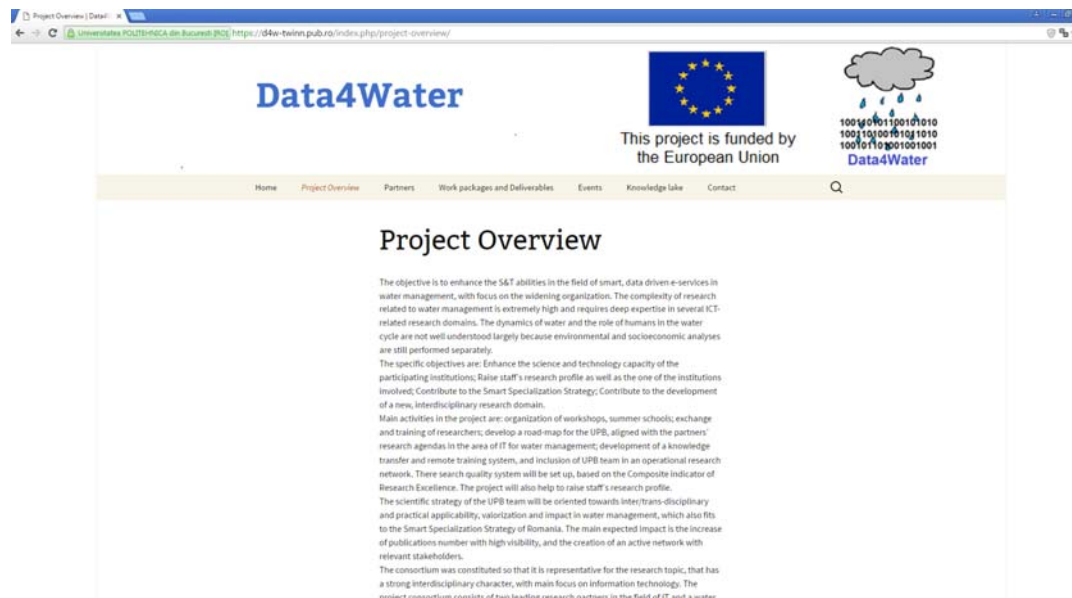 Project Overview | Data4
Universitatea POLITEHNICA din Bucuresti [RO] https://d4w-twinn.pub.ro/index.php/project-overview/
Data4Water
This project is funded by
the European Union
Data4Water
Home Project Overview Partners Work packages and Deliverables Events Knowledge lake Contact
Project Overview
The objective is to enhance the S&T abilities in the field of smart, data driven e-services in
water management, with focus on the widening organization. The complexity of research
related to water management is extremely high and requires deep expertise in several ICT-
related research domains. The dynamics of water and the role of humans in the water
cycle are not well understood largely because environmental and socioeconomic analyses
are still performed separately.
The specific objectives are: Enhance the science and technology capacity of the
participating institutions; Raise staff's research profile as well as the one of the institutions
involved; Contribute to the Smart Specialization Strategy; Contribute to the development
of a new, interdisciplinary research domain.
Main activities in the project are: organization of workshops, summer schools; exchange
and training of researchers; develop a road-map for the UPB, aligned with the partners'
research agendas in the area of IT for water management; development of a knowledge
transfer and remote training system, and inclusion of UPB team in an operational research
network. There search quality system will be set up, based on the Composite indicator of
Research Excellence. The project will also help to raise staff's research profile.
The scientific strategy of the UPB team will be oriented towards inter/trans-disciplinary
and practical applicability, valorization and impact in water management, which also fits
to the Smart Specialization Strategy of Romania. The main expected impact is the increase
of publications number with high visibility, and the creation of an active network with
relevant stakeholders.
The consortium was constituted so that it is representative for the research topic, that has
a strong interdisciplinary character, with main focus on information technology. The
project consortium consists of two leading research partners in the field of IT and a water